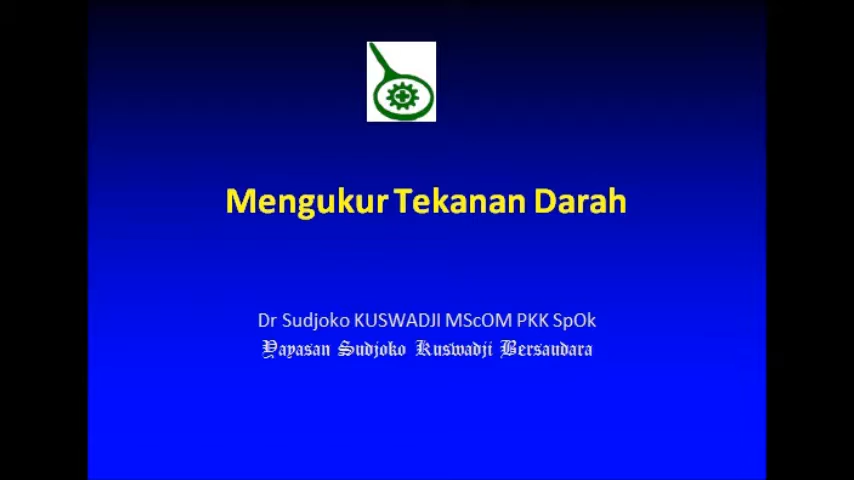 Mengukur Tekanan Darah
Dr Sudjoko KUSWADJI MScOM PKK SpOk
Yayasan Sudjoko Kuswadji Bersaudara